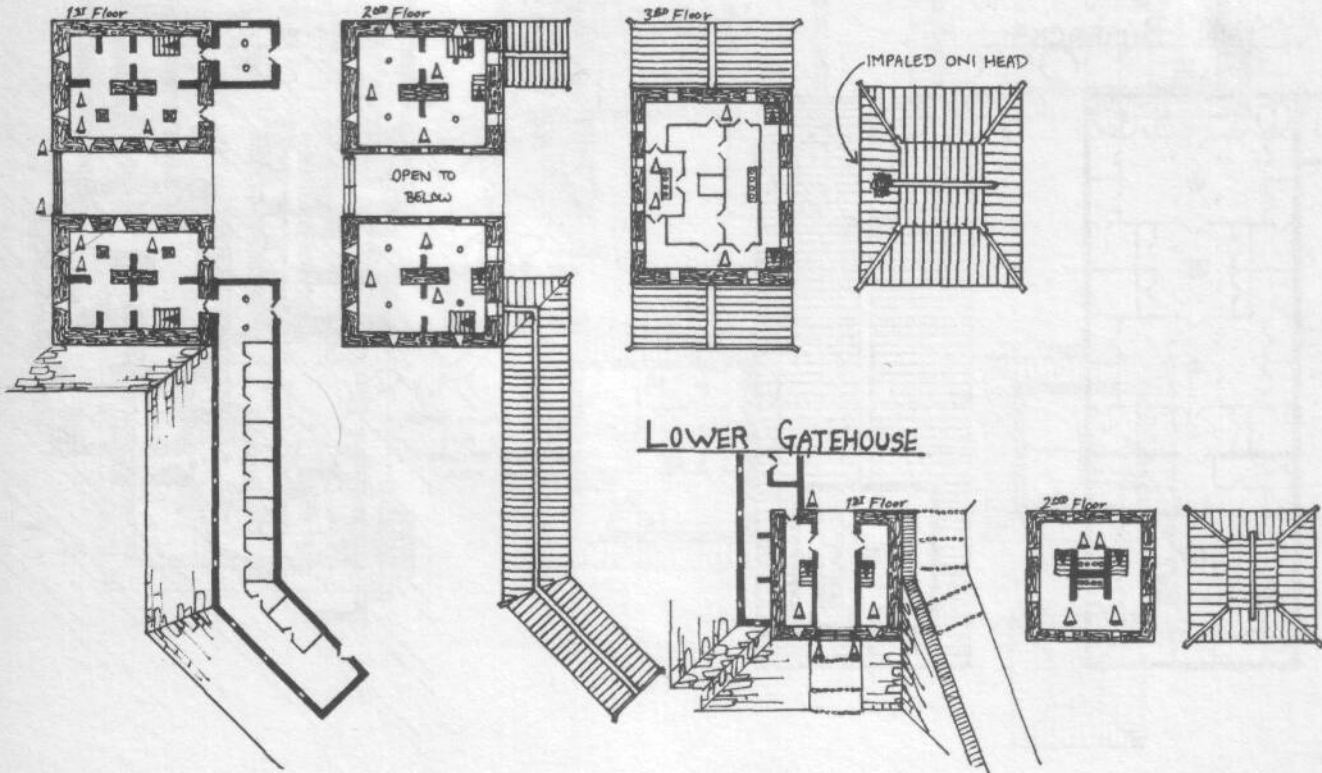 1ST Floor
2ND Floor
3RD Floor
IMPALED ONI HEAD
OPEN TO
BELOW
LOWER GATEHOUSE
1ST Floor
2ND Floor